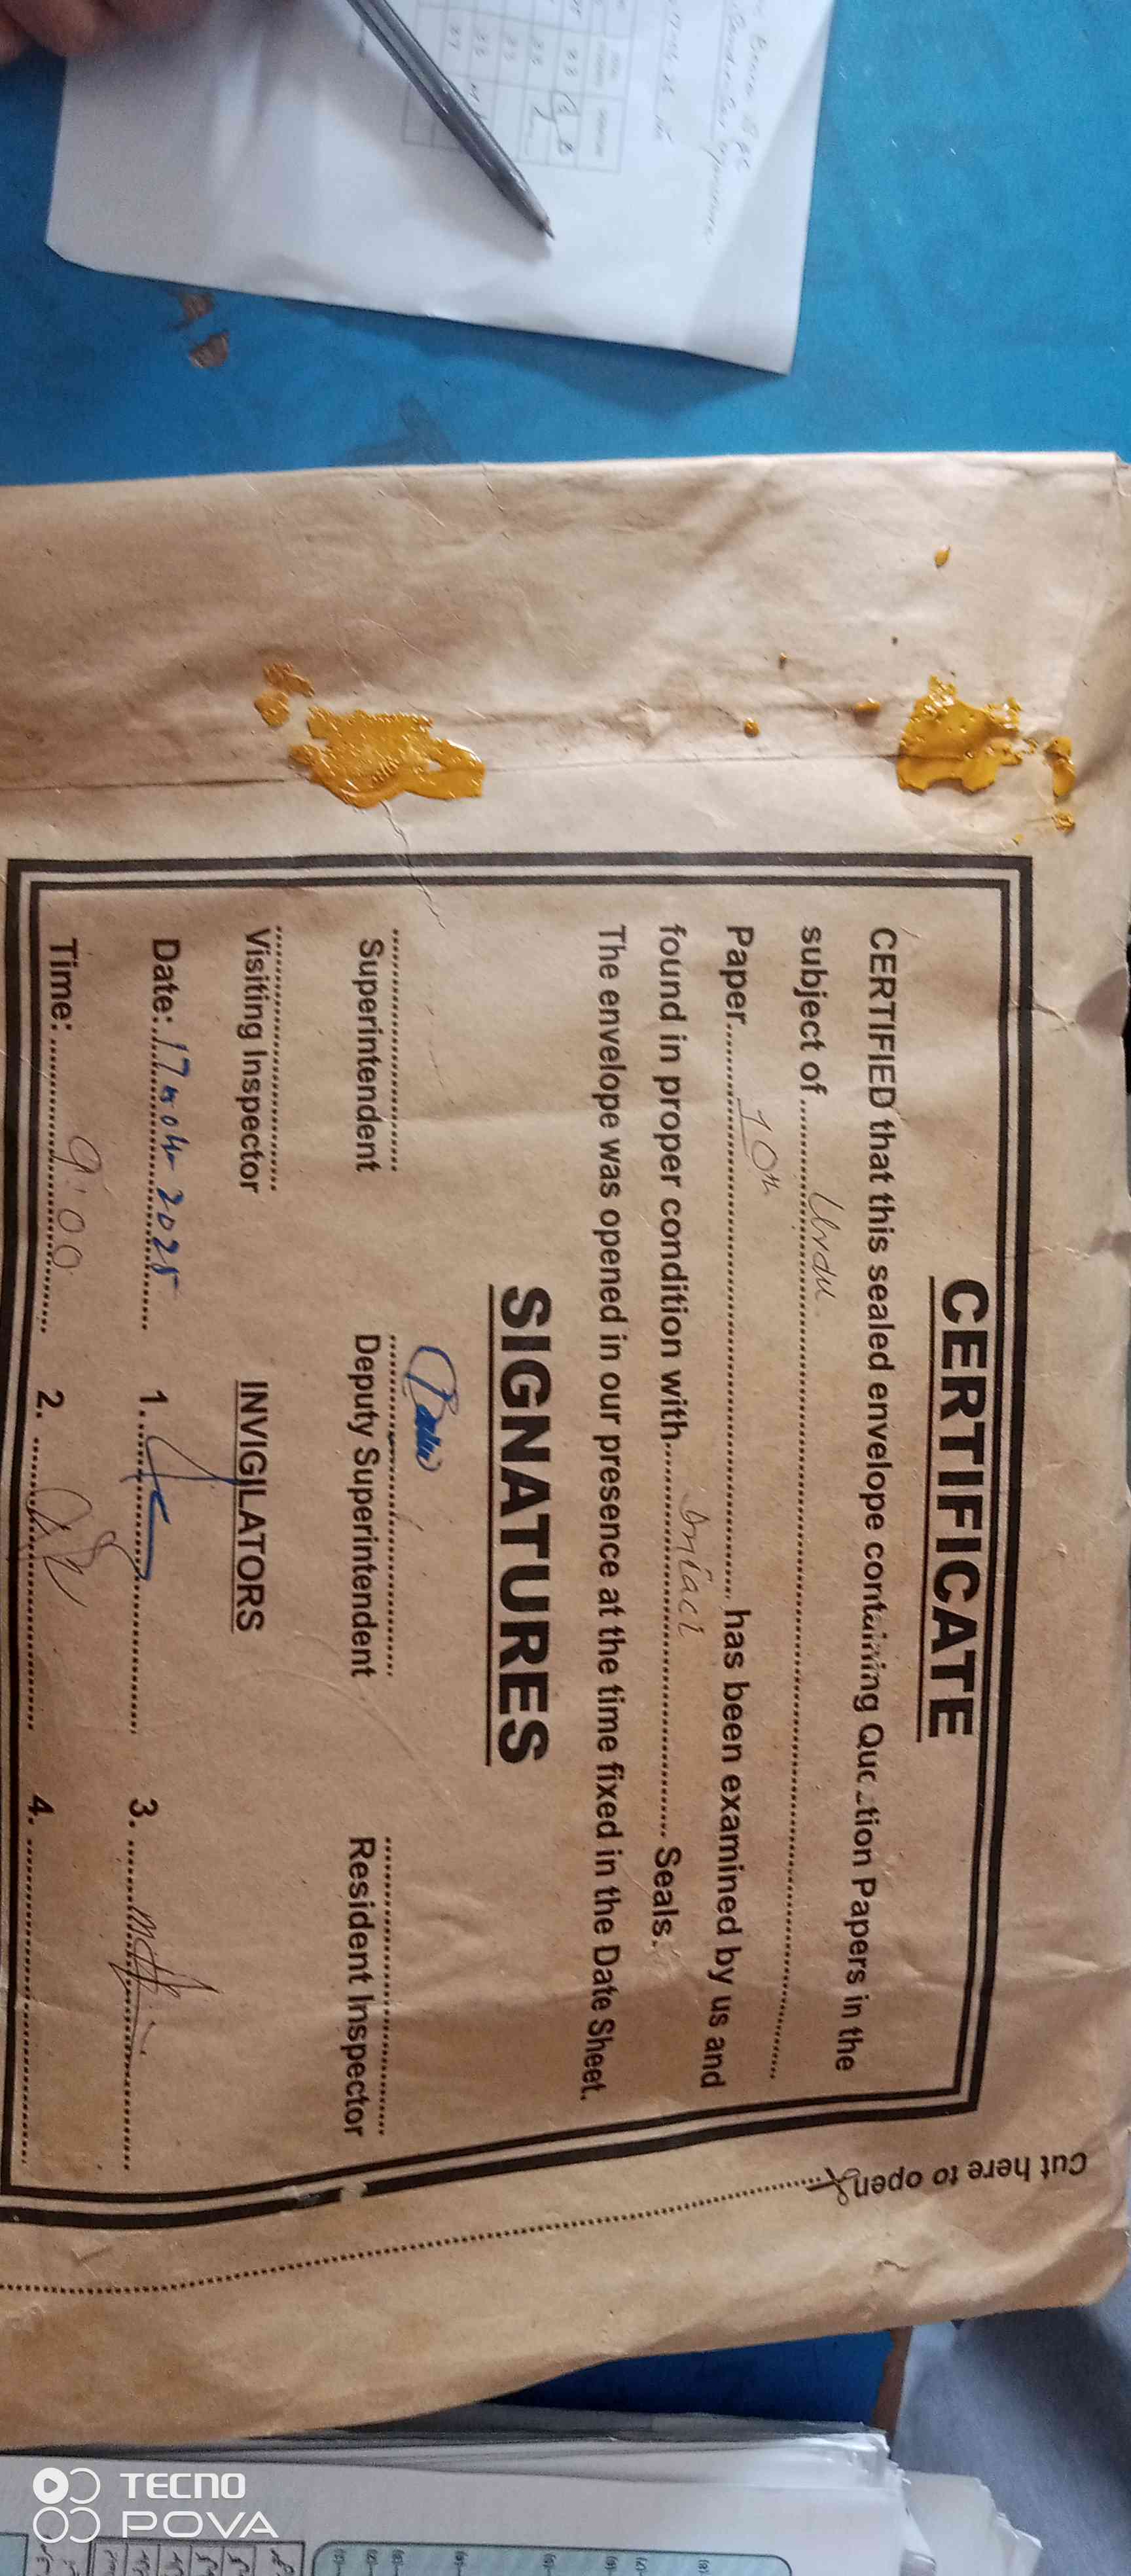 CERTIFICATE
CERTIFIED that this sealed envelope containing Question Papers in the
subject of Urdu
Paper 10th has been examined by us and
found in proper condition with intact Seals.
The envelope was opened in our presence at the time fixed in the Date Sheet.
SIGNATURES
Superintendent Deputy Superintendent Resident Inspector
Visiting Inspector INVIGILATORS
Date: 17 2025 1. 3.
Time: 9:00 2. 4.
Cut here to open
TECNO
POVA